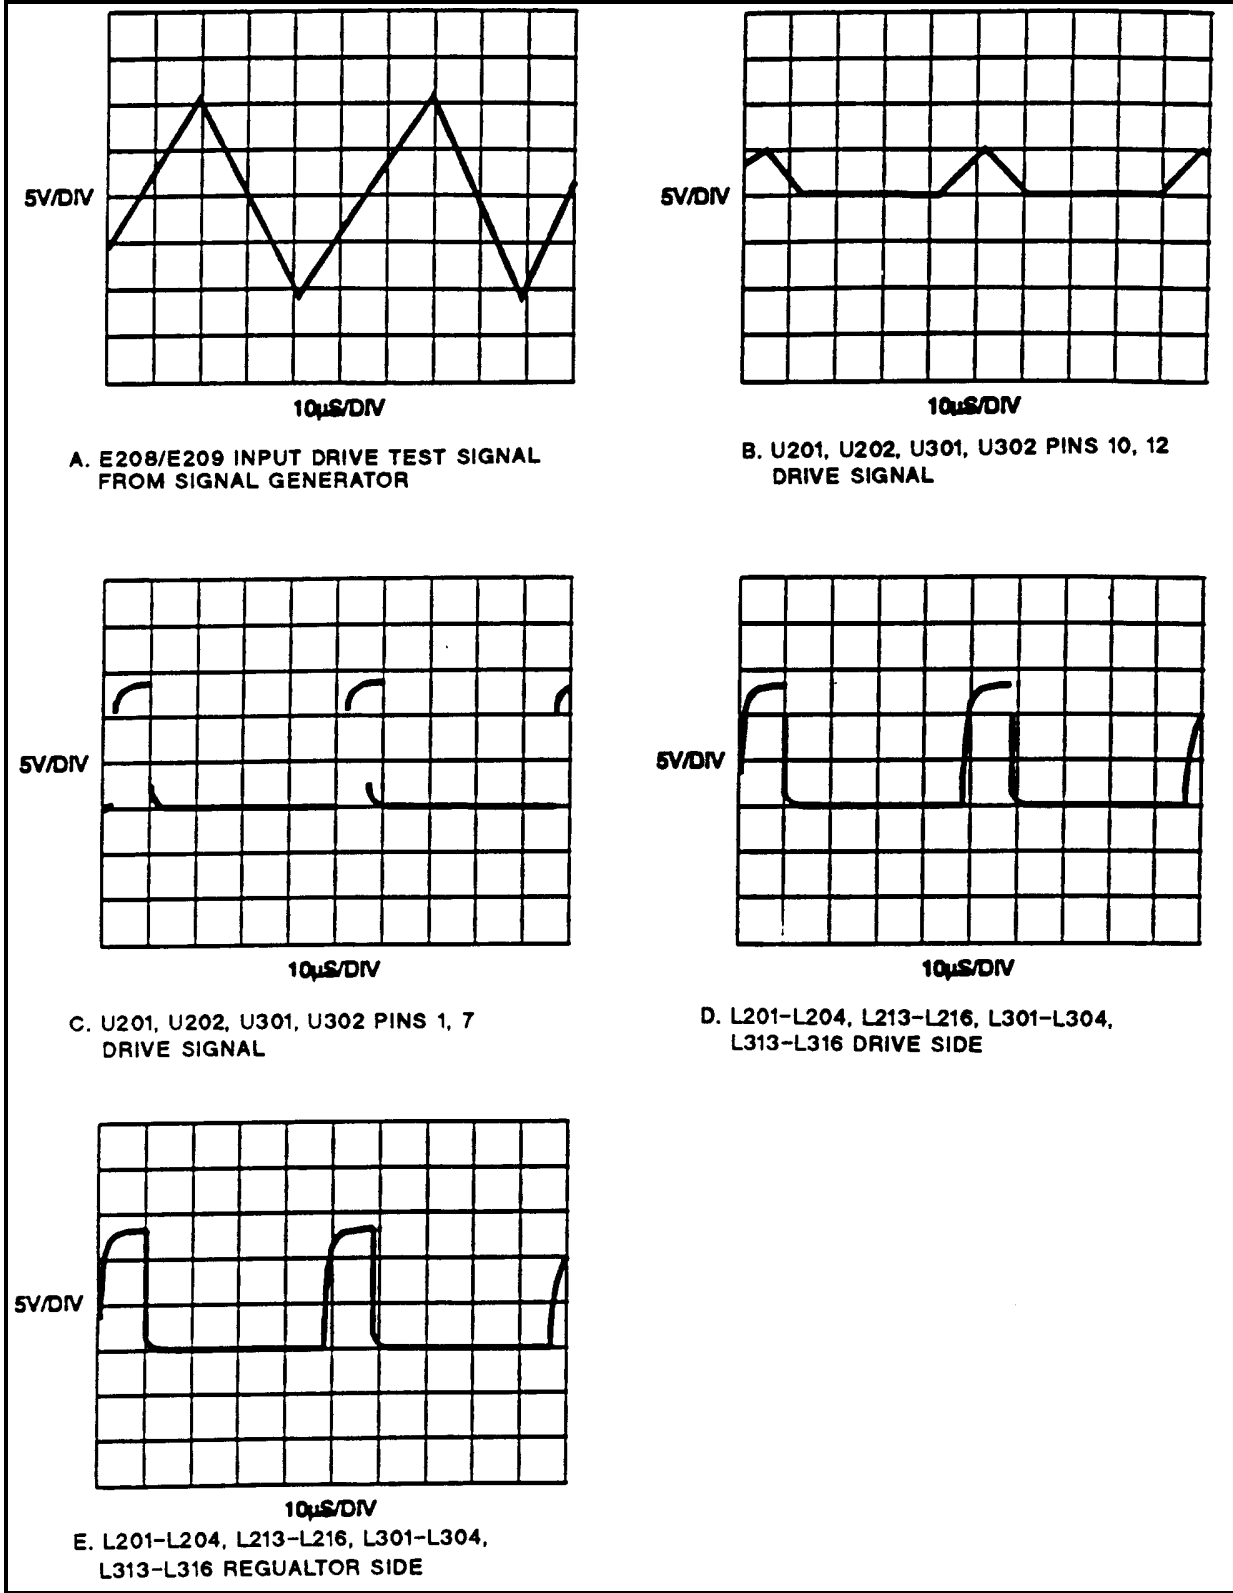 5V/DIV
10µS/DIV
A. E208/E209 INPUT DRIVE TEST SIGNAL
FROM SIGNAL GENERATOR
5V/DIV
10µS/DIV
B. U201, U202, U301, U302 PINS 10, 12
DRIVE SIGNAL
5V/DIV
10µS/DIV
C. U201, U202, U301, U302 PINS 1, 7
DRIVE SIGNAL
5V/DIV
10µS/DIV
D. L201-L204, L213-L216, L301-L304,
L313-L316 DRIVE SIDE
5V/DIV
10µS/DIV
E. L201-L204, L213-L216, L301-L304,
L313-L316 REGUALTOR SIDE